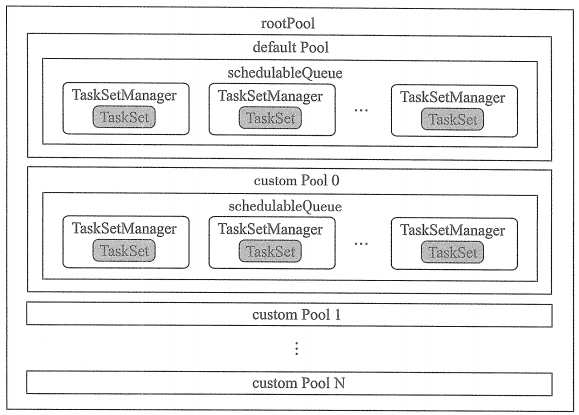 rootPool
default Pool
schedulableQueue
TaskSetManager TaskSetManager ... TaskSetManager
TaskSet TaskSet TaskSet
custom Pool 0
schedulableQueue
TaskSetManager TaskSetManager ... TaskSetManager
TaskSet TaskSet TaskSet
custom Pool 1
⋮
custom Pool N